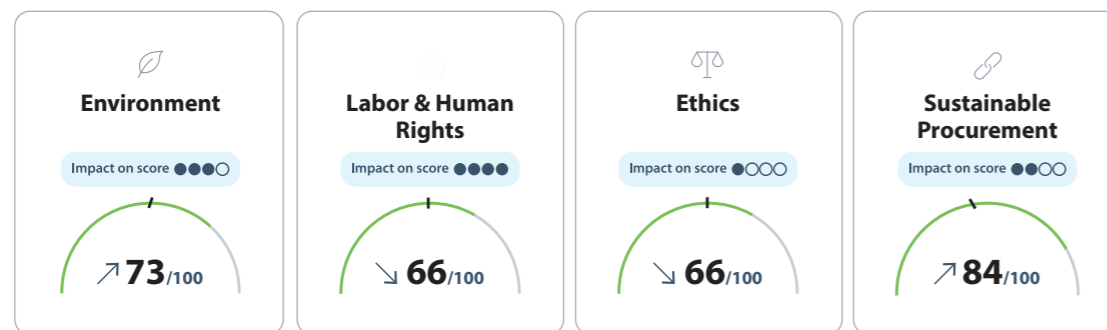 Environment
Impact on score
73/100
Labor & Human
Rights
Impact on score
66/100
Ethics
Impact on score
66/100
Sustainable
Procurement
Impact on score
84/100